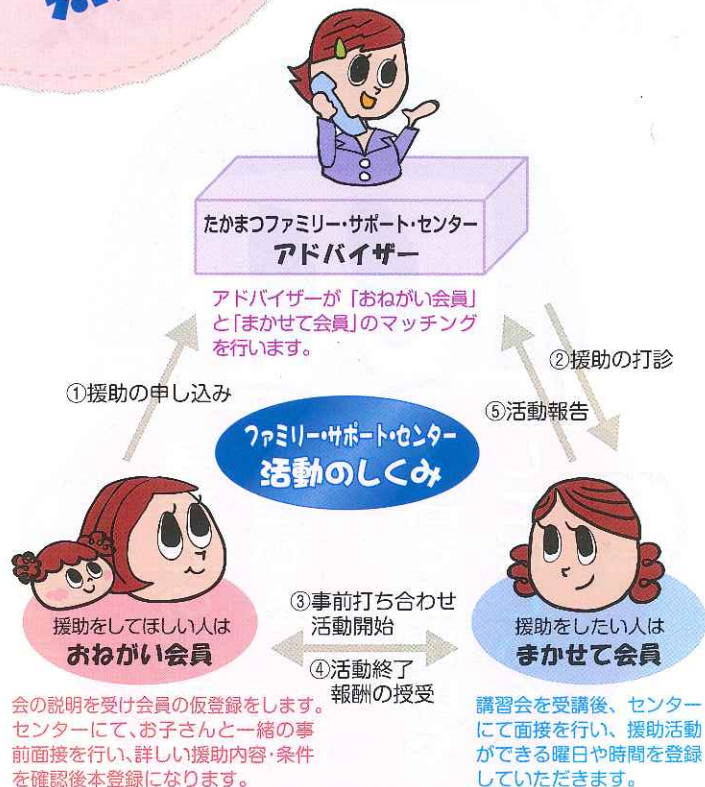 たかまつファミリー・サポート・センター
アドバイザー
アドバイザーが「おねがい会員」
と「まかせて会員」のマッチング
を行います。
①援助の申し込み
②援助の打診
⑤活動報告
ファミリー・サポート・センター
活動のしくみ
援助をしてほしい人は
おねがい会員
③事前打ち合わせ
活動開始
④活動終了
報酬の授受
援助をしたい人は
まかせて会員
会の説明を受け会員の仮登録をします。
センターにて、お子さんと一緒の事
前面接を行い、詳しい援助内容・条件
を確認後本登録になります。
講習会を受講後、センター
にて面接を行い、援助活動
ができる曜日や時間を登録
していただきます。